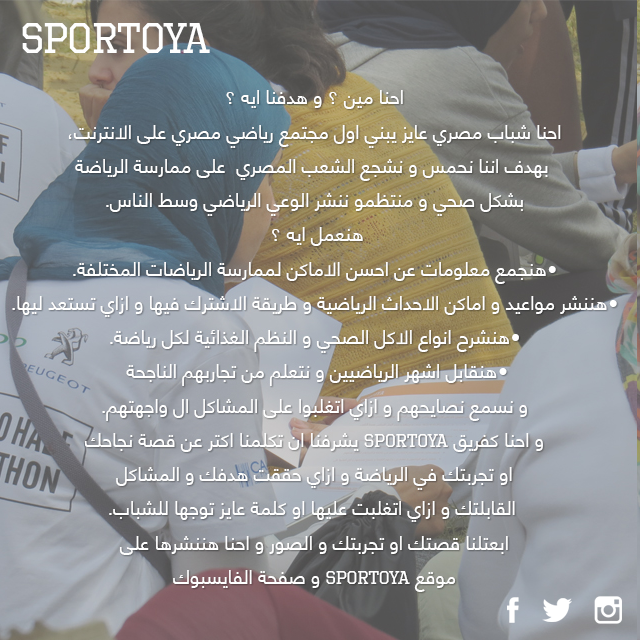 SPORTOYA
احنا مين ؟ و هدفنا ايه ؟
احنا شباب مصري عايز يبني اول مجتمع رياضي مصري على الانترنت،
بهدف اننا نحمس و نشجع الشعب المصري على ممارسة الرياضة
بشكل صحي و منتظمو ننشر الوعي الرياضي وسط الناس.
هنعمل ايه ؟
•هنجمع معلومات عن احسن الاماكن لممارسة الرياضات المختلفة.
•هننشر مواعيد و اماكن الاحداث الرياضية و طريقة الاشترك فيها و ازاي تستعد ليها.
•هنشرح انواع الاكل الصحي و النظم الغذائية لكل رياضة.
•هنقابل اشهر الرياضيين و نتعلم من تجاربهم الناجحة
و نسمع نصايحهم و ازاي اتغلبوا على المشاكل ال واجهتهم.
و احنا كفريق SPORTOYA يشرفنا ان تكلمنا اكتر عن قصة نجاحك
او تجربتك في الرياضة و ازاي حققت هدفك و المشاكل
القابلتك و ازاي اتغلبت عليها او كلمة عايز توجها للشباب.
ابعتلنا قصتك او تجربتك و الصور و احنا هننشرها على
موقع SPORTOYA و صفحة الفايسبوك
PEUGEOT
HALF
THON